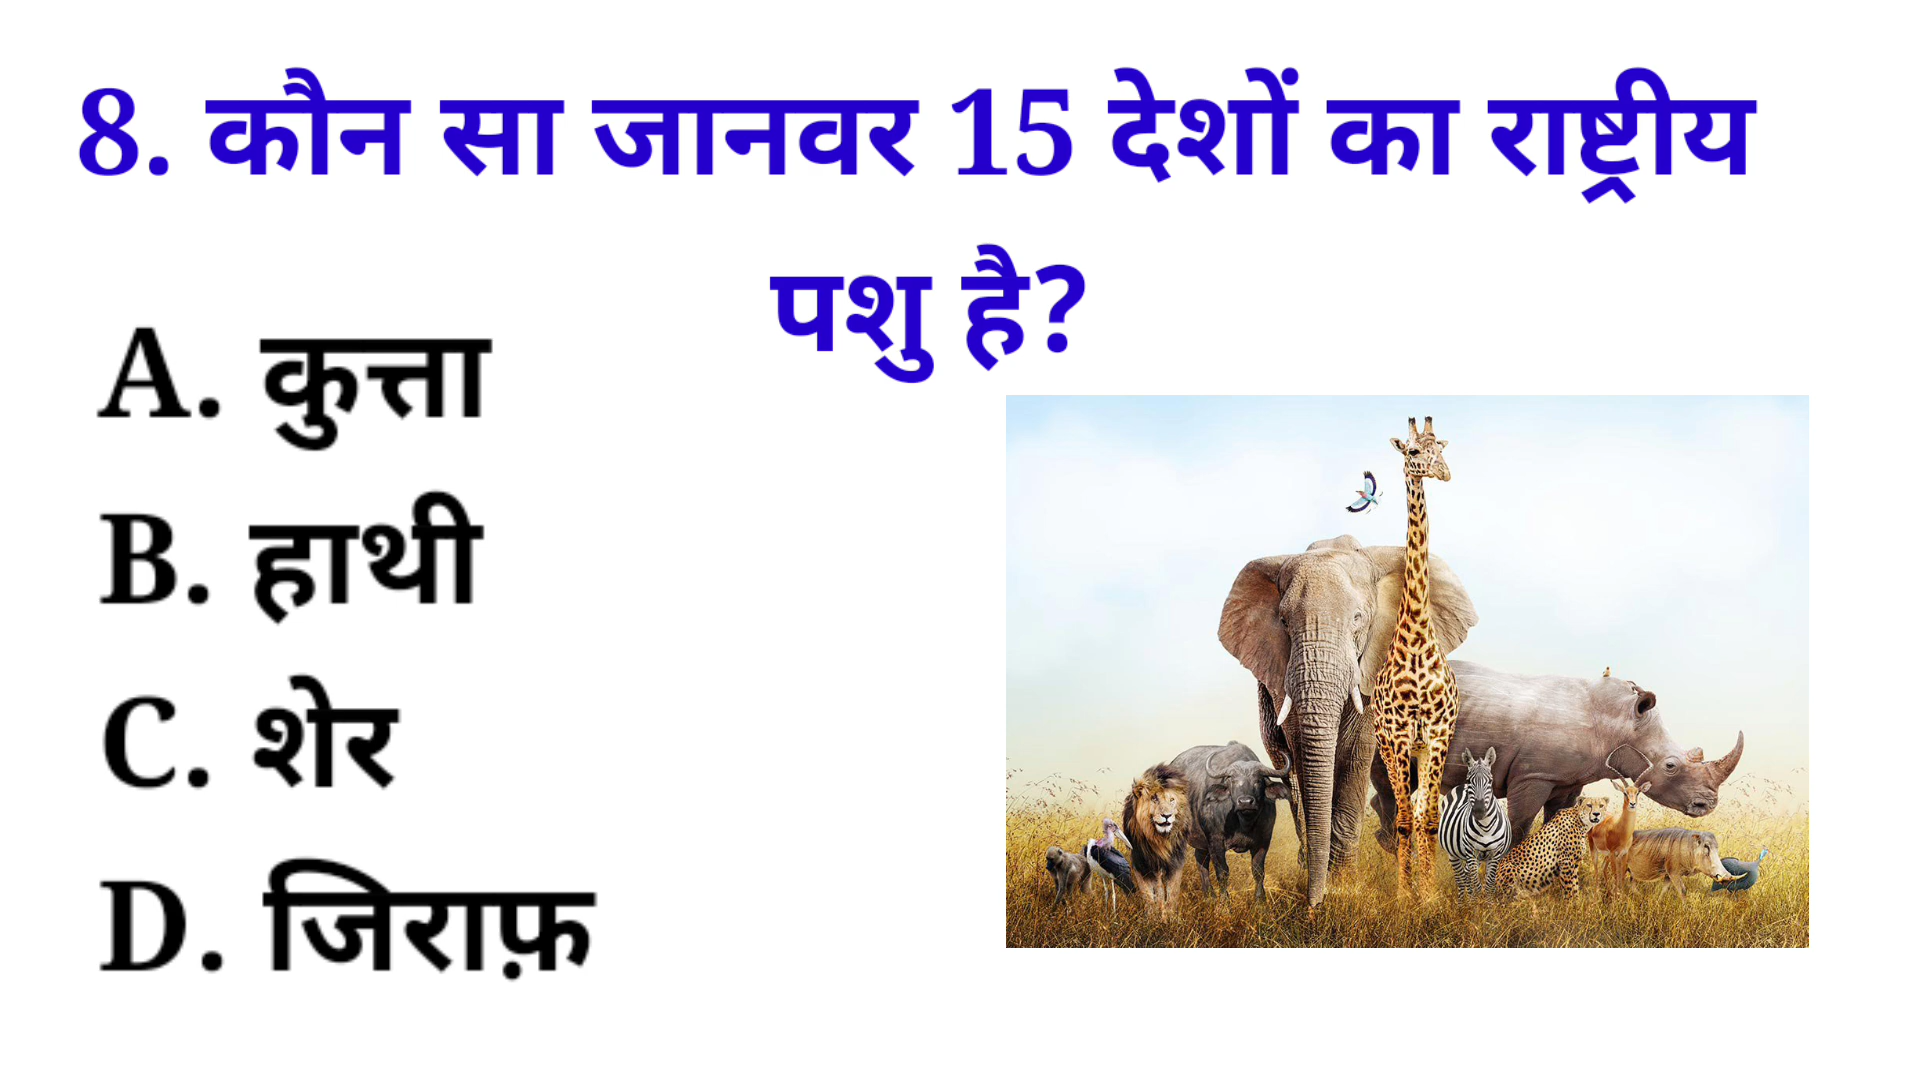 8. कौन सा जानवर 15 देशों का राष्ट्रीय
पशु है?
A. कुत्ता
B. हाथी
C. शेर
D. जिराफ़